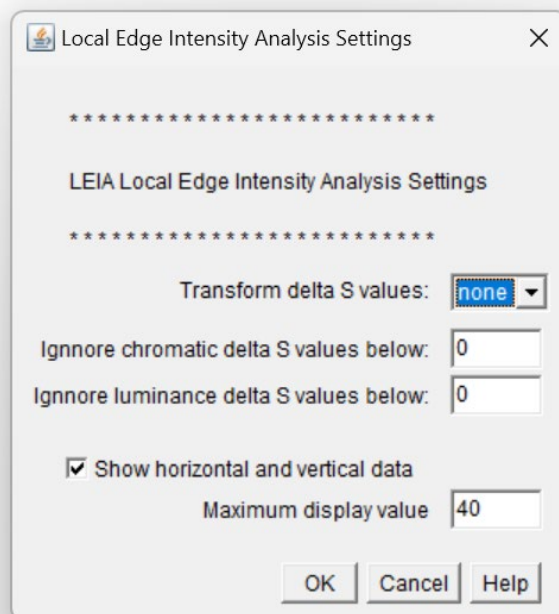 Local Edge Intensity Analysis Settings
* * * * * * * * * * * * * * * * * * * * * * * * * *
LEIA Local Edge Intensity Analysis Settings
* * * * * * * * * * * * * * * * * * * * * * * * * *
Transform delta S values: none
Ignnore chromatic delta S values below: 0
Ignnore luminance delta S values below: 0
Show horizontal and vertical data
Maximum display value 40
OK Cancel Help